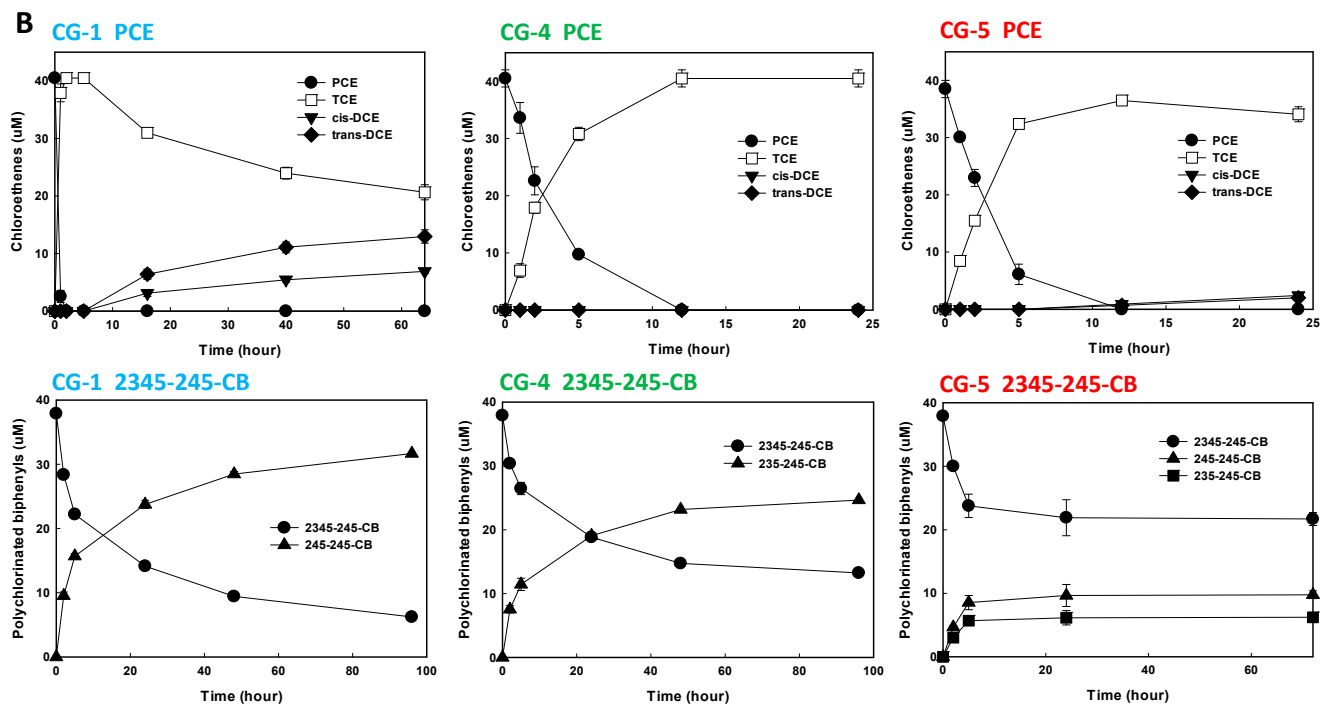 B
CG-1 PCE
Chloroethenes (uM)
40
30
20
10
0
PCE
TCE
cis-DCE
trans-DCE
0
10
20
30
40
50
60
Time (hour)
CG-4 PCE
Chloroethenes (uM)
40
30
20
10
0
PCE
TCE
cis-DCE
trans-DCE
0
5
10
15
20
25
Time (hour)
CG-5 PCE
Chloroethenes (uM)
40
30
20
10
0
PCE
TCE
cis-DCE
trans-DCE
0
5
10
15
20
25
Time (hour)
CG-1 2345-245-CB
Polychlorinated biphenyls (uM)
40
30
20
10
0
2345-245-CB
245-245-CB
0
20
40
60
80
100
Time (hour)
CG-4 2345-245-CB
Polychlorinated biphenyls (uM)
40
30
20
10
0
2345-245-CB
235-245-CB
0
20
40
60
80
100
Time (hour)
CG-5 2345-245-CB
Polychlorinated biphenyls (uM)
40
30
20
10
0
2345-245-CB
245-245-CB
235-245-CB
0
20
40
60
Time (hour)